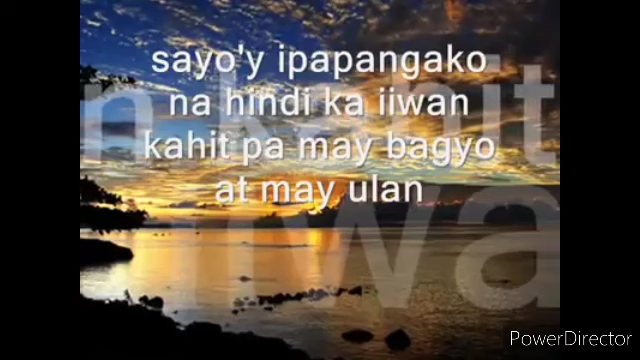 sayo'y ipapangako
na hindi ka iiwan
kahit pa may bagyo
at may ulan
PowerDirector